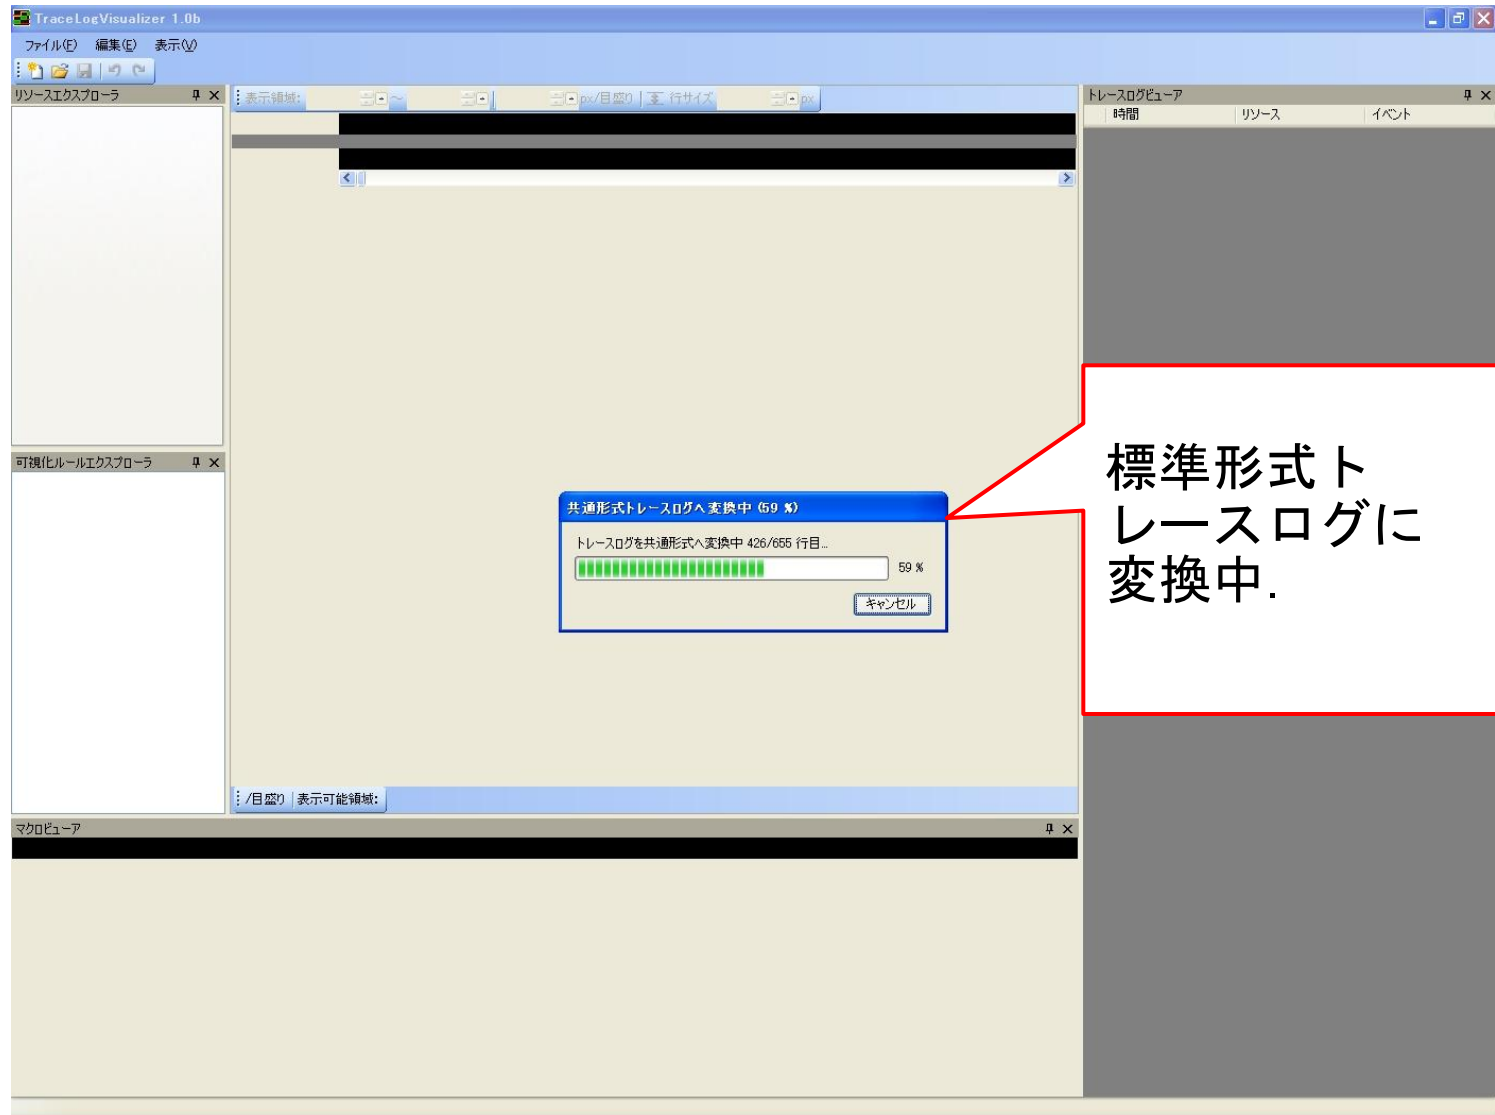 TraceLogVisualizer 1.0b
ファイル(F) 編集(E) 表示(V)
リソースエクスプローラ
表示領域: ～ px/目盛り 行サイズ px
トレースログビューア
時間 リソース イベント
可視化ルールエクスプローラ
共通形式トレースログへ変換中 (59 %)
トレースログを共通形式へ変換中 426/655 行目...
59 %
キャンセル
標準形式ト
レースログに
変換中.
/目盛り 表示可能領域:
マクロビューア